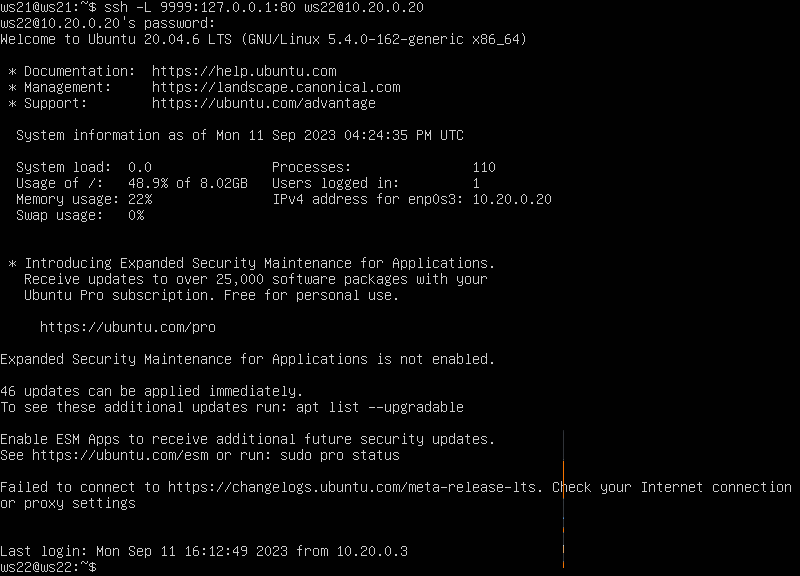 ws21@ws21:~$ ssh -L 9999:127.0.0.1:80 ws22@10.20.0.20
ws22@10.20.0.20's password:
Welcome to Ubuntu 20.04.6 LTS (GNU/Linux 5.4.0-162-generic x86_64)
* Documentation:  https://help.ubuntu.com
* Management:     https://landscape.canonical.com
* Support:        https://ubuntu.com/advantage
System information as of Mon 11 Sep 2023 04:24:35 PM UTC
System load:  0.0               Processes:               110
Usage of /:   48.9% of 8.02GB   Users logged in:         1
Memory usage: 22%               IPv4 address for enp0s3: 10.20.0.20
Swap usage:   0%
* Introducing Expanded Security Maintenance for Applications.
Receive updates to over 25,000 software packages with your
Ubuntu Pro subscription. Free for personal use.
https://ubuntu.com/pro
Expanded Security Maintenance for Applications is not enabled.
46 updates can be applied immediately.
To see these additional updates run: apt list --upgradable
Enable ESM Apps to receive additional future security updates.
See https://ubuntu.com/esm or run: sudo pro status
Failed to connect to https://changelogs.ubuntu.com/meta-release-lts. Check your Internet connection
or proxy settings
Last login: Mon Sep 11 16:12:49 2023 from 10.20.0.3
ws22@ws22:~$